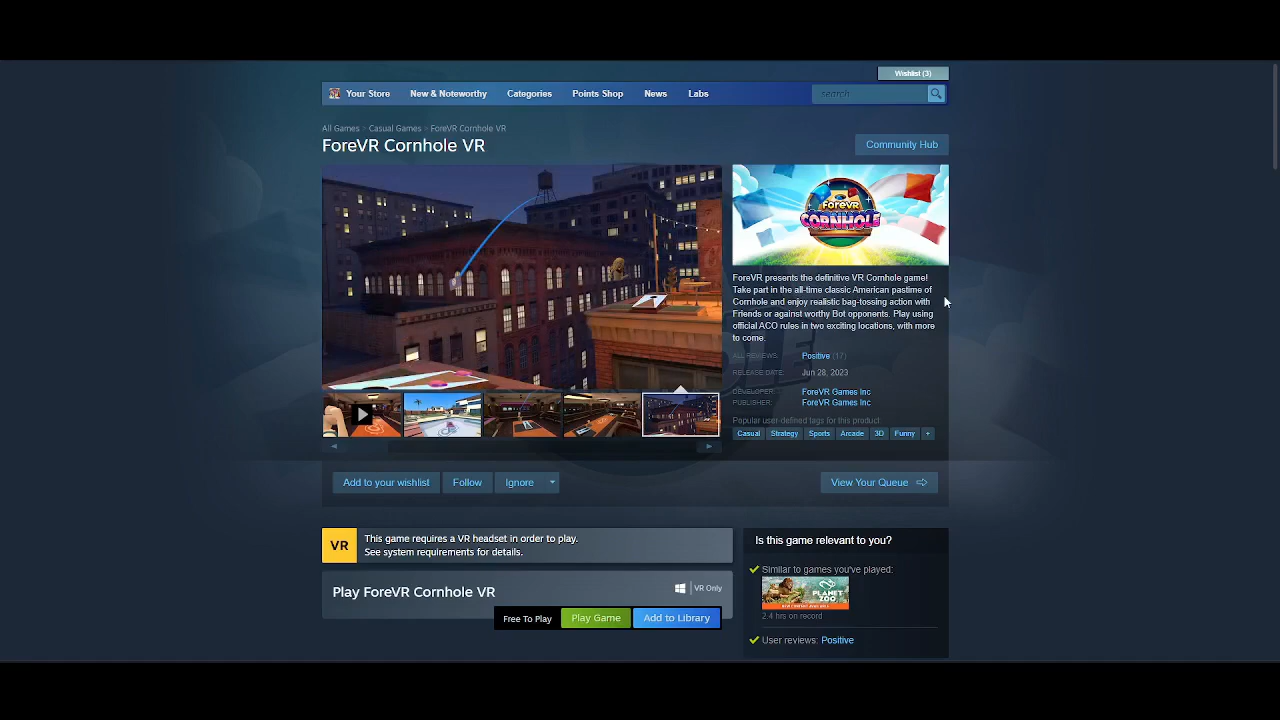 Wishlist (3)
Your Store New & Noteworthy Categories Points Shop News Labs search
All Games > Casual Games > ForeVR Cornhole VR
ForeVR Cornhole VR
Community Hub
ForeVR
CORNHOLE
ForeVR presents the definitive VR Cornhole game!
Take part in the all-time classic American pastime of
Cornhole and enjoy realistic bag-tossing action with
Friends or against worthy Bot opponents. Play using
official ACO rules in two exciting locations, with more
to come.
ALL REVIEWS: Positive (17)
RELEASE DATE: Jun 28, 2023
DEVELOPER: ForeVR Games Inc
PUBLISHER: ForeVR Games Inc
Popular user-defined tags for this product:
Casual Strategy Sports Arcade 3D Funny +
Add to your wishlist Follow Ignore View Your Queue
VR This game requires a VR headset in order to play.
See system requirements for details.
Is this game relevant to you?
Play ForeVR Cornhole VR
VR Only
Free To Play Play Game Add to Library
Similar to games you've played:
PLANET
ZOO
2.4 hrs on record
User reviews: Positive